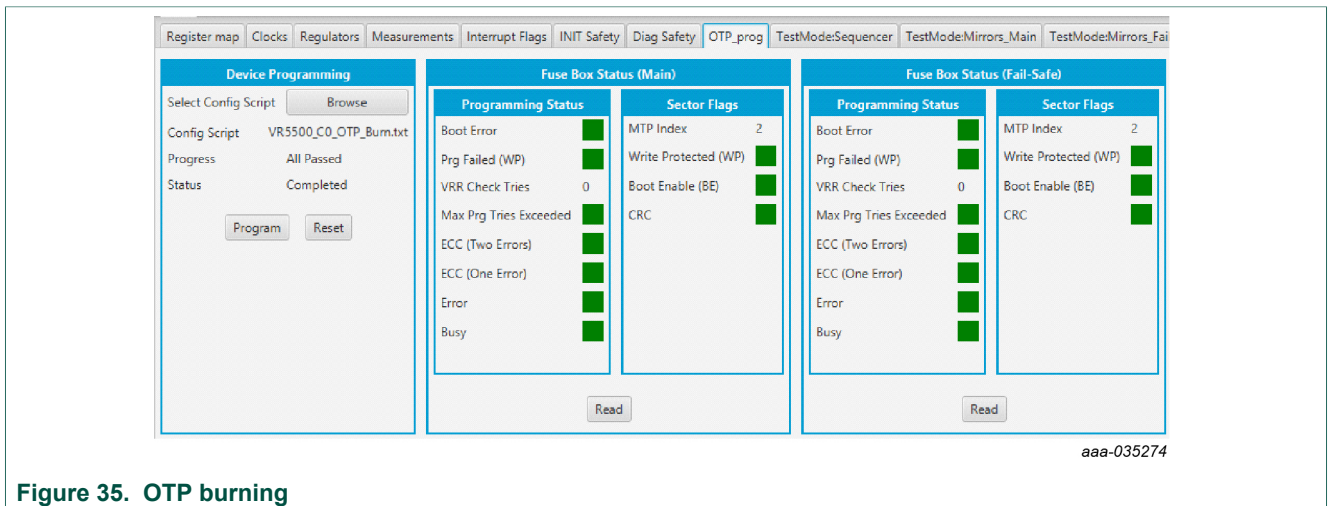 Register map Clocks Regulators Measurements Interrupt Flags INIT Safety Diag Safety OTP_prog TestMode:Sequencer TestMode:Mirrors_Main TestMode:Mirrors_Fai
Device Programming
Select Config Script Browse
Config Script VR5500_C0_OTP_Burn.txt
Progress All Passed
Status Completed
Program Reset
Fuse Box Status (Main)
Programming Status
Boot Error
Prg Failed (WP)
VRR Check Tries 0
Max Prg Tries Exceeded
ECC (Two Errors)
ECC (One Error)
Error
Busy
Sector Flags
MTP Index 2
Write Protected (WP)
Boot Enable (BE)
CRC
Read
Fuse Box Status (Fail-Safe)
Programming Status
Boot Error
Prg Failed (WP)
VRR Check Tries 0
Max Prg Tries Exceeded
ECC (Two Errors)
ECC (One Error)
Error
Busy
Sector Flags
MTP Index 2
Write Protected (WP)
Boot Enable (BE)
CRC
Read
aaa-035274
Figure 35. OTP burning